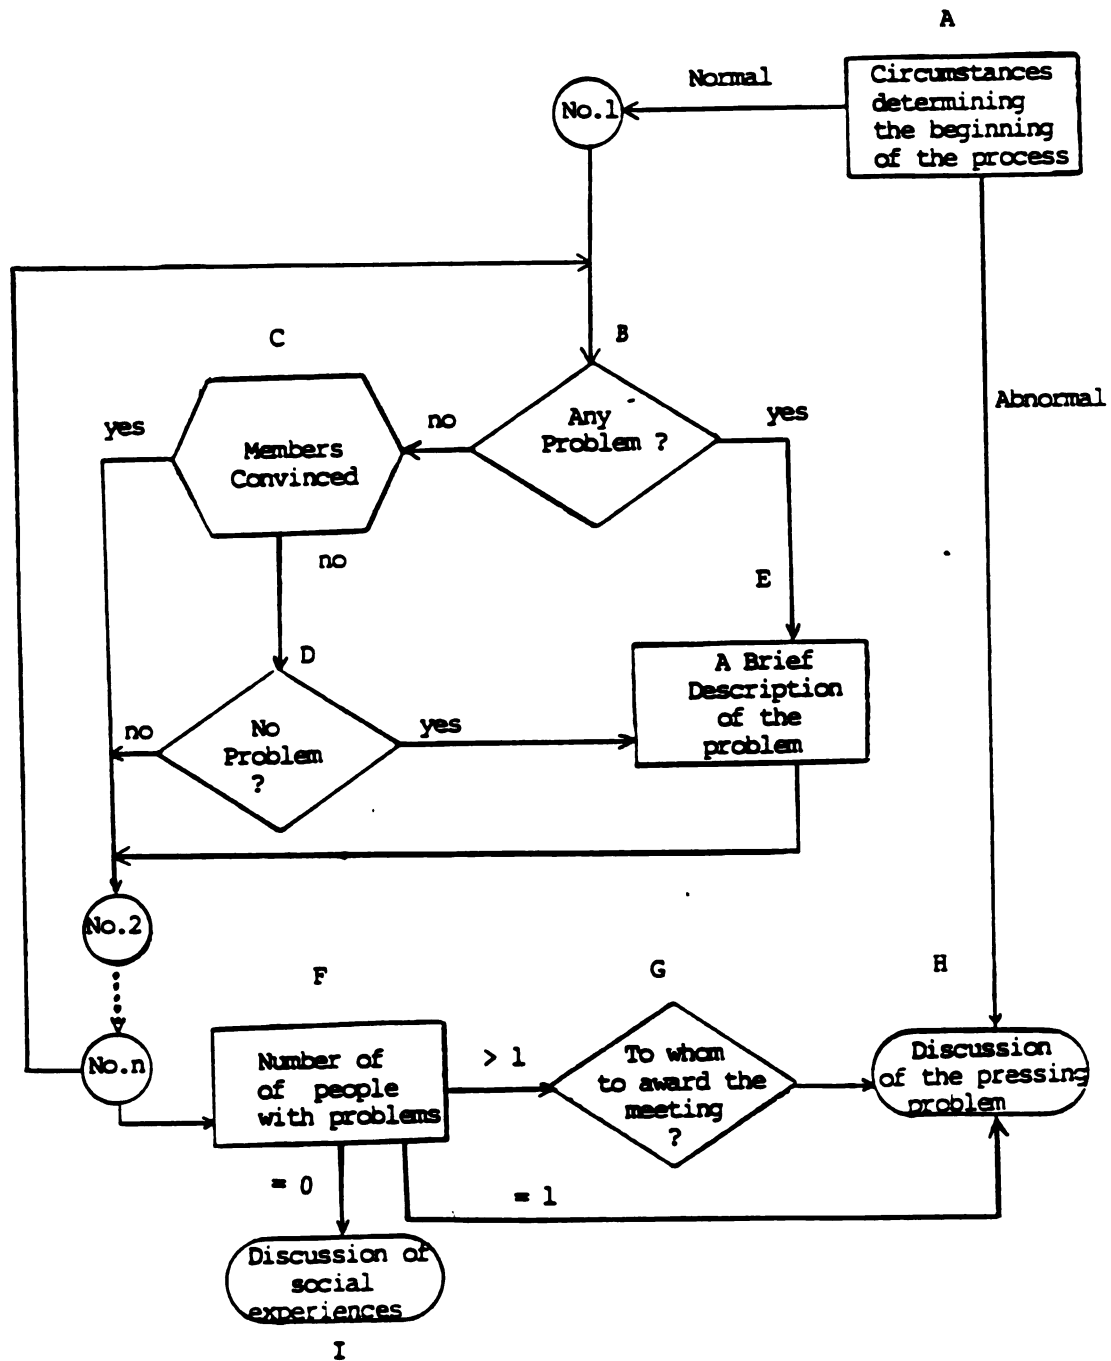 A
Circumstances
determining
the beginning
of the process
Normal
No.1
Abnormal
B
Any
Problem ?
no
yes
C
Members
Convinced
yes
no
D
No
Problem
?
no
yes
E
A Brief
Description
of the
problem
No.2
No.n
F
Number of
of people
with problems
> 1
= 0
= 1
G
To whom
to award the
meeting
?
H
Discussion
of the pressing
problem
Discussion of
social
experiences
I